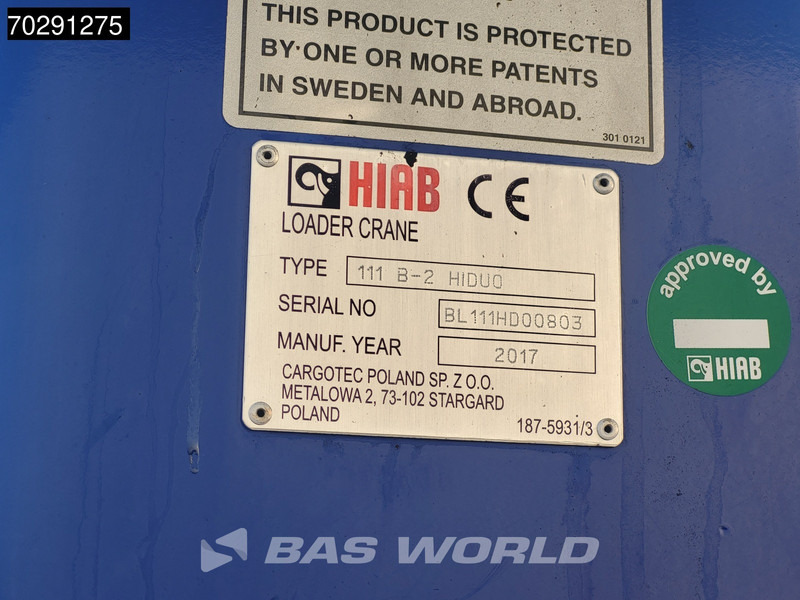 70291275
THIS PRODUCT IS PROTECTED
BY ONE OR MORE PATENTS
IN SWEDEN AND ABROAD.
301 0121
HIAB CE
LOADER CRANE
TYPE 111 B-2 HIDUO
SERIAL NO BL111HD00803
MANUF. YEAR 2017
CARGOTEC POLAND SP. Z O.O.
METALOWA 2, 73-102 STARGARD
POLAND
187-5931/3
approved by
HIAB
BAS WORLD